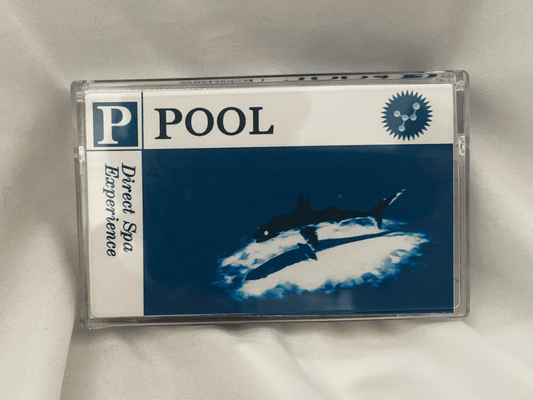 P
POOL
Direct Spa
Experience